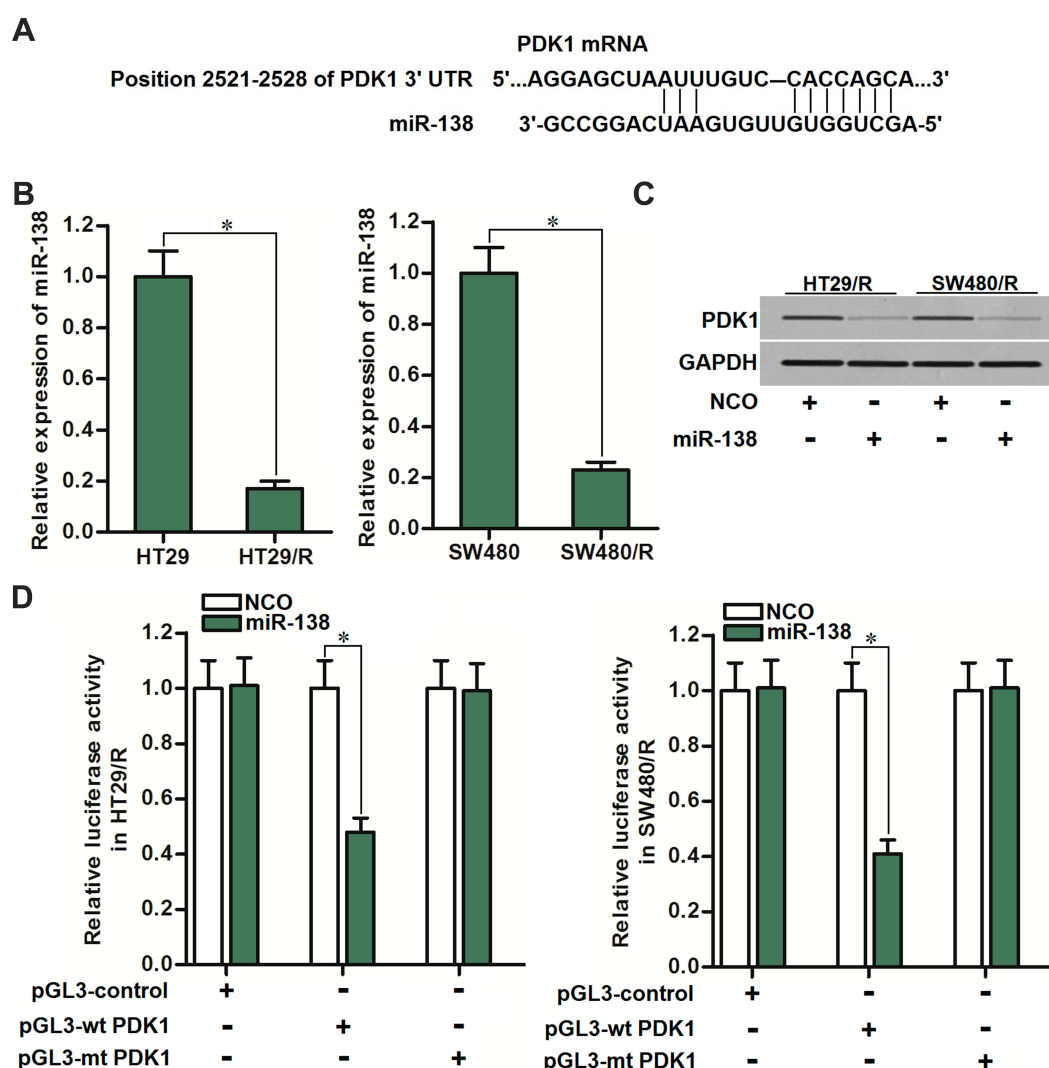 A
PDK1 mRNA
Position 2521-2528 of PDK1 3' UTR 5'...AGGAGCUAAUUUGUC—CACCAGCA...3'
miR-138 3'-GCCGGACUAAGUGUUGUGGUCGA-5'
B
Relative expression of miR-138
1.2
1.0
0.8
0.6
0.4
0.2
0.0
*
HT29 HT29/R
Relative expression of miR-138
1.2
1.0
0.8
0.6
0.4
0.2
0.0
*
SW480 SW480/R
C
HT29/R SW480/R
PDK1
GAPDH
NCO + - + -
miR-138 - + - +
D
NCO
miR-138
Relative luciferase activity
in HT29/R
1.2
1.0
0.8
0.6
0.4
0.2
0.0
*
pGL3-control + - -
pGL3-wt PDK1 - + -
pGL3-mt PDK1 - - +
NCO
miR-138
Relative luciferase activity
in SW480/R
1.2
1.0
0.8
0.6
0.4
0.2
0.0
*
pGL3-control + - -
pGL3-wt PDK1 - + -
pGL3-mt PDK1 - - +